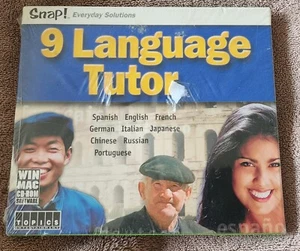 Snap! Everyday Solutions
9 Language
Tutor
Spanish English French
German Italian Japanese
Chinese Russian
Portuguese
WIN
MAC
CD-ROM
SOFTWARE
TOPICS